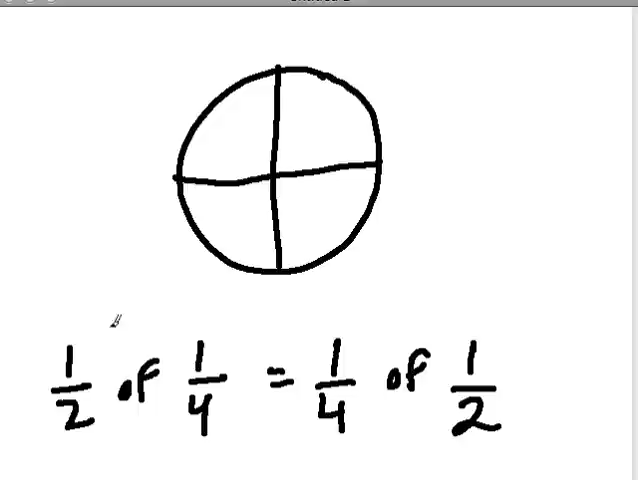 1/2 of 1/4 = 1/4 of 1/2